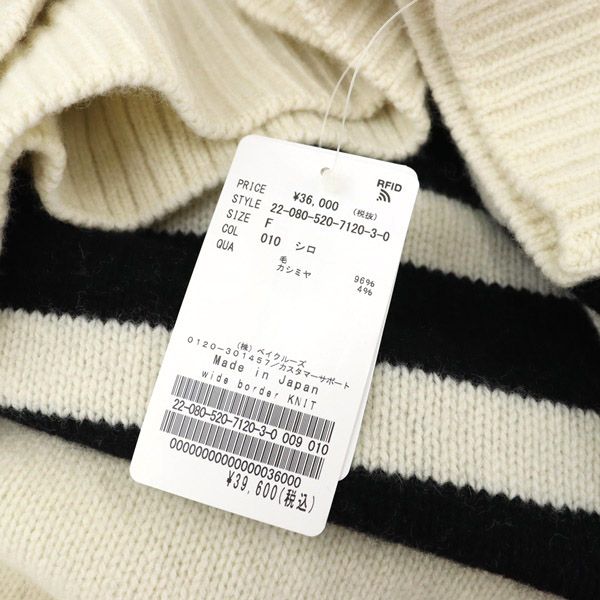 RFID
PRICE ¥36,000 (税抜)
STYLE 22-080-520-7120-3-0
SIZE F
COL 010 シロ
QUA 毛 96%
カシミヤ 4%
(株) ベイクルーズ
0120-301457/カスタマーサポート
Made in Japan
wide border KNIT
22-080-520-7120-3-0 009 010
0000000000000036000
¥39,600(税込)